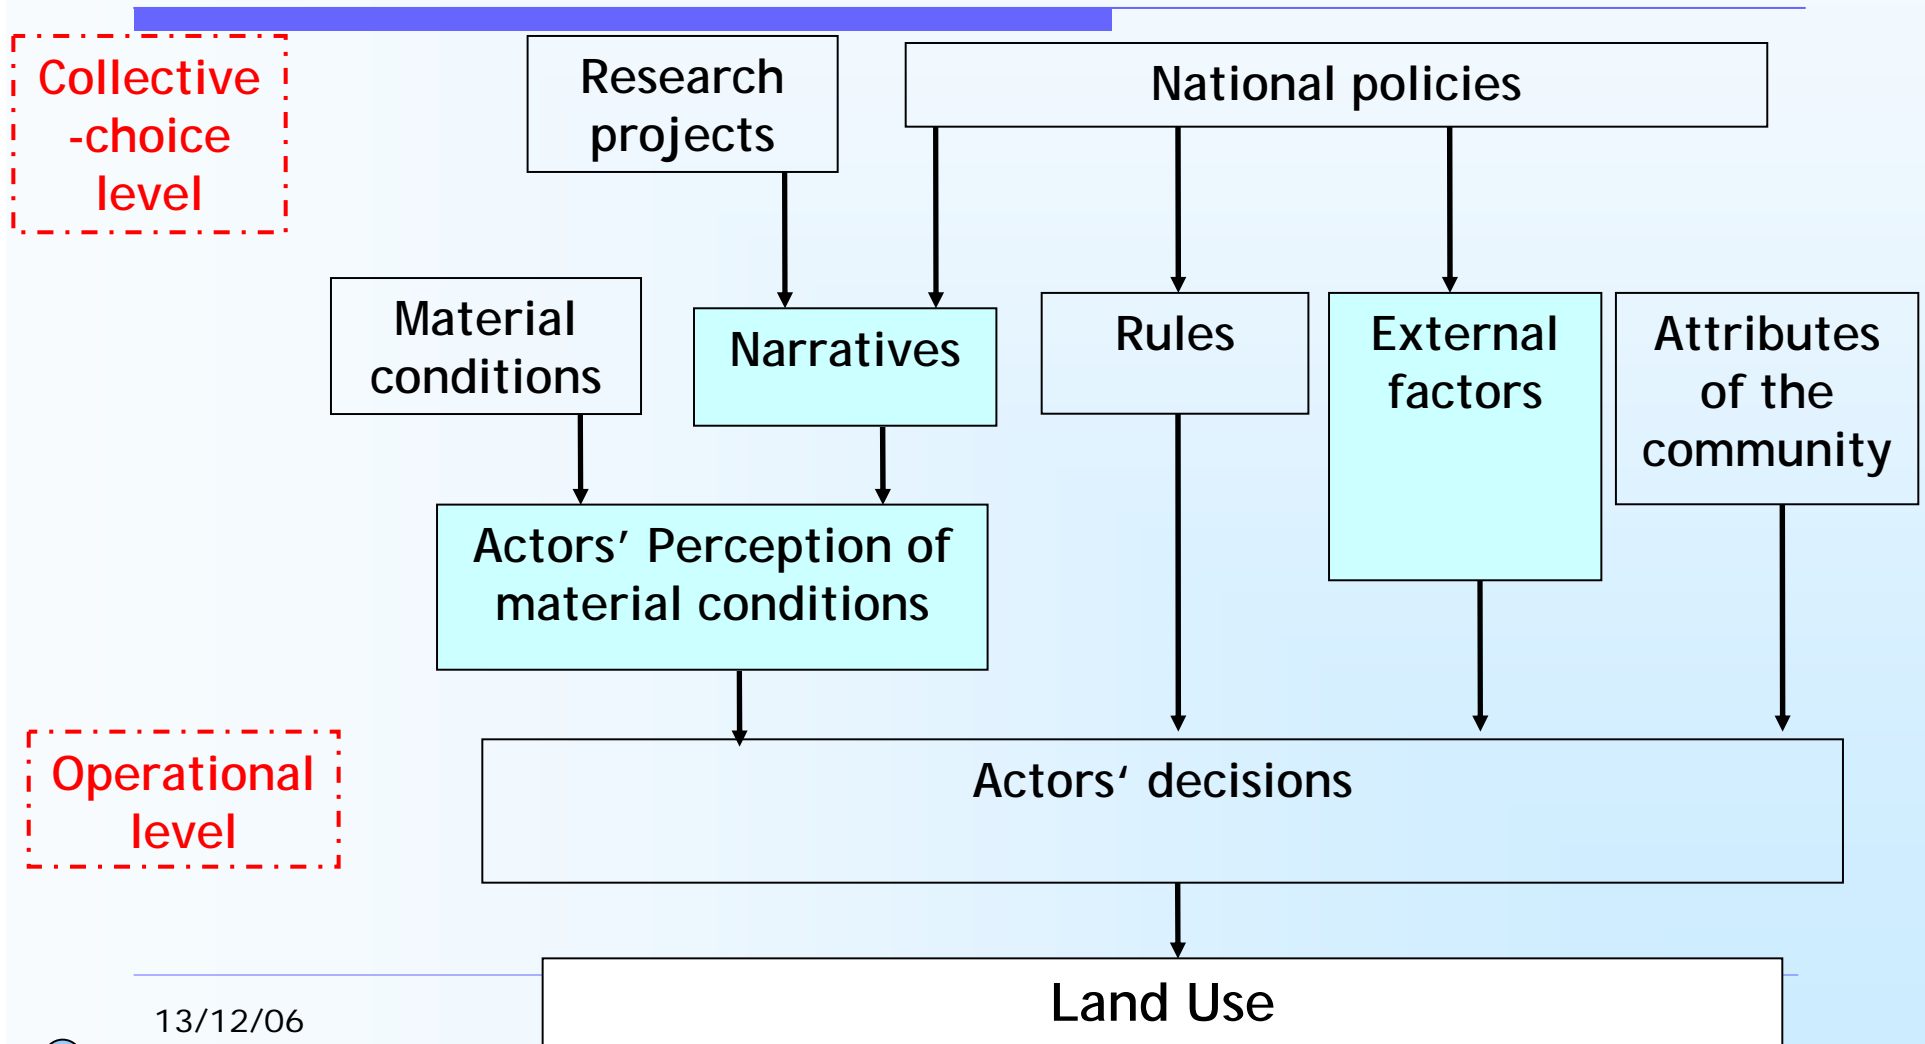 Collective
-choice
level
Research
projects
National policies
Material
conditions
Narratives
Rules
External
factors
Attributes
of the
community
Actors’ Perception of
material conditions
Operational
level
Actors‘ decisions
Land Use
13/12/06